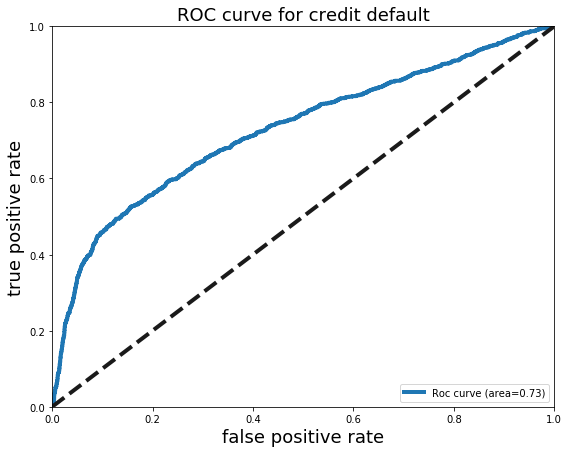 ROC curve for credit default
true positive rate
1.0
0.8
0.6
0.4
0.2
0.0
0.0 0.2 0.4 0.6 0.8 1.0
false positive rate
Roc curve (area=0.73)